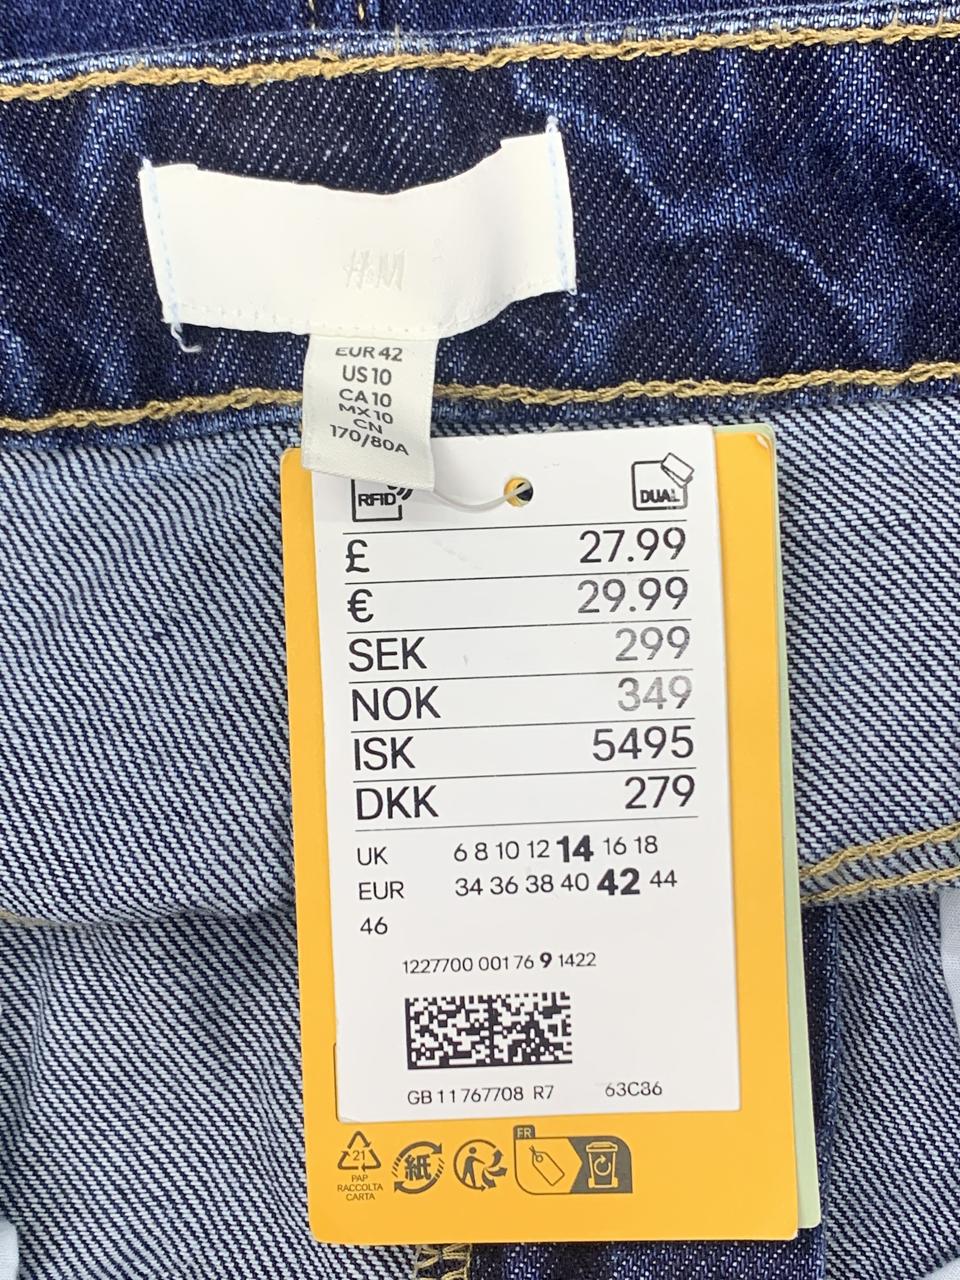 H&M
EUR 42
US 10
CA 10
MX 10
CN
170/80A
RFID
DUAL
£ 27.99
€ 29.99
SEK 299
NOK 349
ISK 5495
DKK 279
UK 6 8 10 12 14 16 18
EUR 34 36 38 40 42 44
46
1227700 001 76 9 1422
GB 11 767708 R7 63C36
FR
21
PAP
RACCOLTA
CARTA
紙